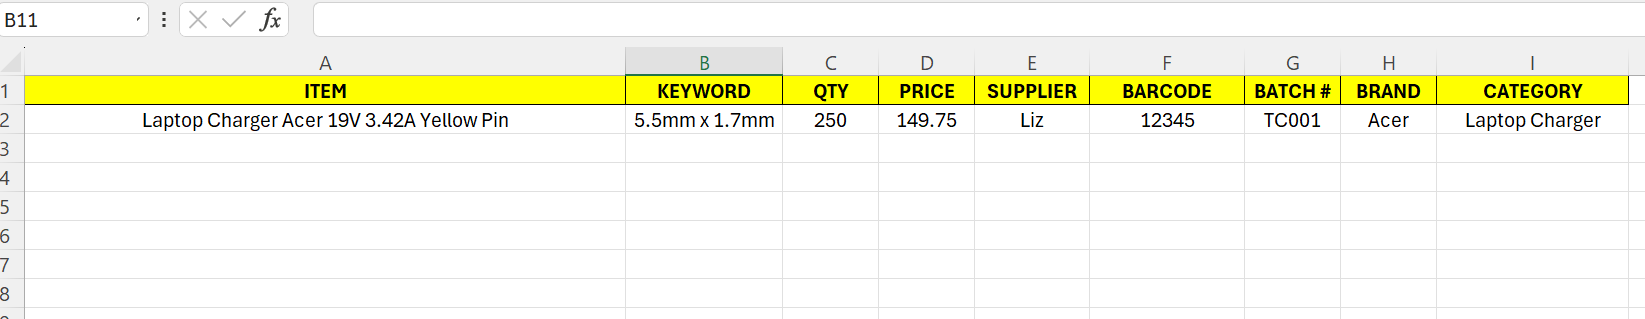 B11 fx
A B C D E F G H I
1 ITEM KEYWORD QTY PRICE SUPPLIER BARCODE BATCH # BRAND CATEGORY
2 Laptop Charger Acer 19V 3.42A Yellow Pin 5.5mm x 1.7mm 250 149.75 Liz 12345 TC001 Acer Laptop Charger
3
4
5
6
7
8